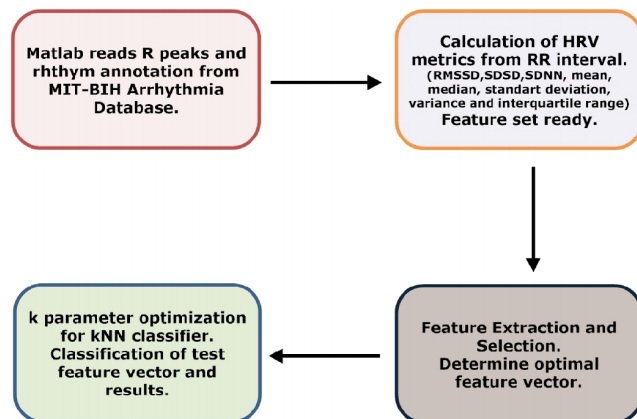 Matlab reads R peaks and
rhthym annotation from
MIT-BIH Arrhythmia
Database.
Calculation of HRV
metrics from RR interval.
(RMSSD,SDSD,SDNN, mean,
median, standart deviation,
variance and interquartile range)
Feature set ready.
Feature Extraction and
Selection.
Determine optimal
feature vector.
k parameter optimization
for kNN classifier.
Classification of test
feature vector and
results.